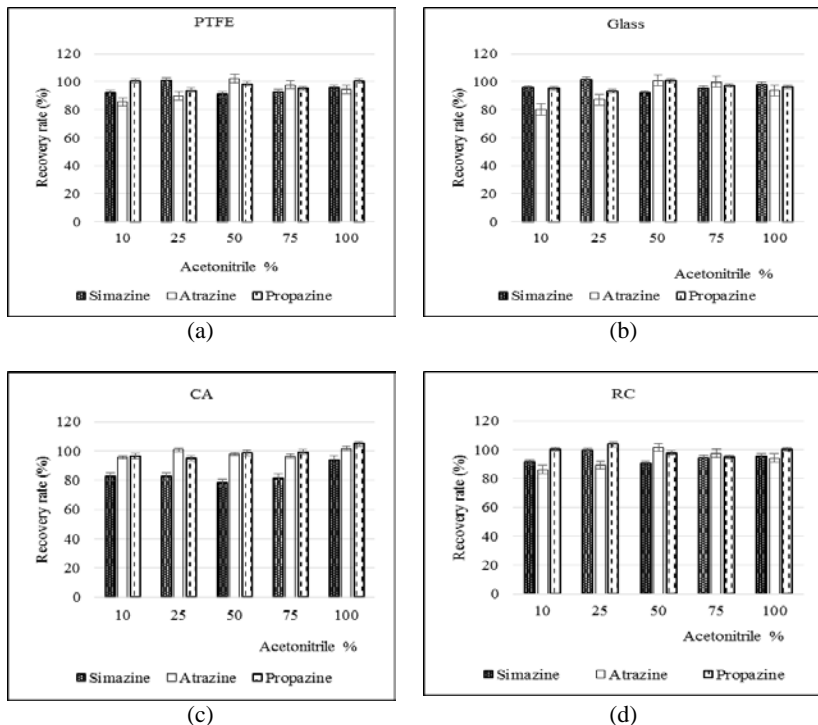 PTFE
120
100
80
60
40
20
0
Recovery rate (%)
10 25 50 75 100
Acetonitrile %
Simazine Atrazine Propazine
(a)
Glass
120
100
80
60
40
20
0
Recovery rate (%)
10 25 50 75 100
Acetonitrile %
Simazine Atrazine Propazine
(b)
CA
120
100
80
60
40
20
0
Recovery rate (%)
10 25 50 75 100
Acetonitrile %
Simazine Atrazine Propazine
(c)
RC
120
100
80
60
40
20
0
Recovery rate (%)
10 25 50 75 100
Acetonitrile %
Simazine Atrazine Propazine
(d)